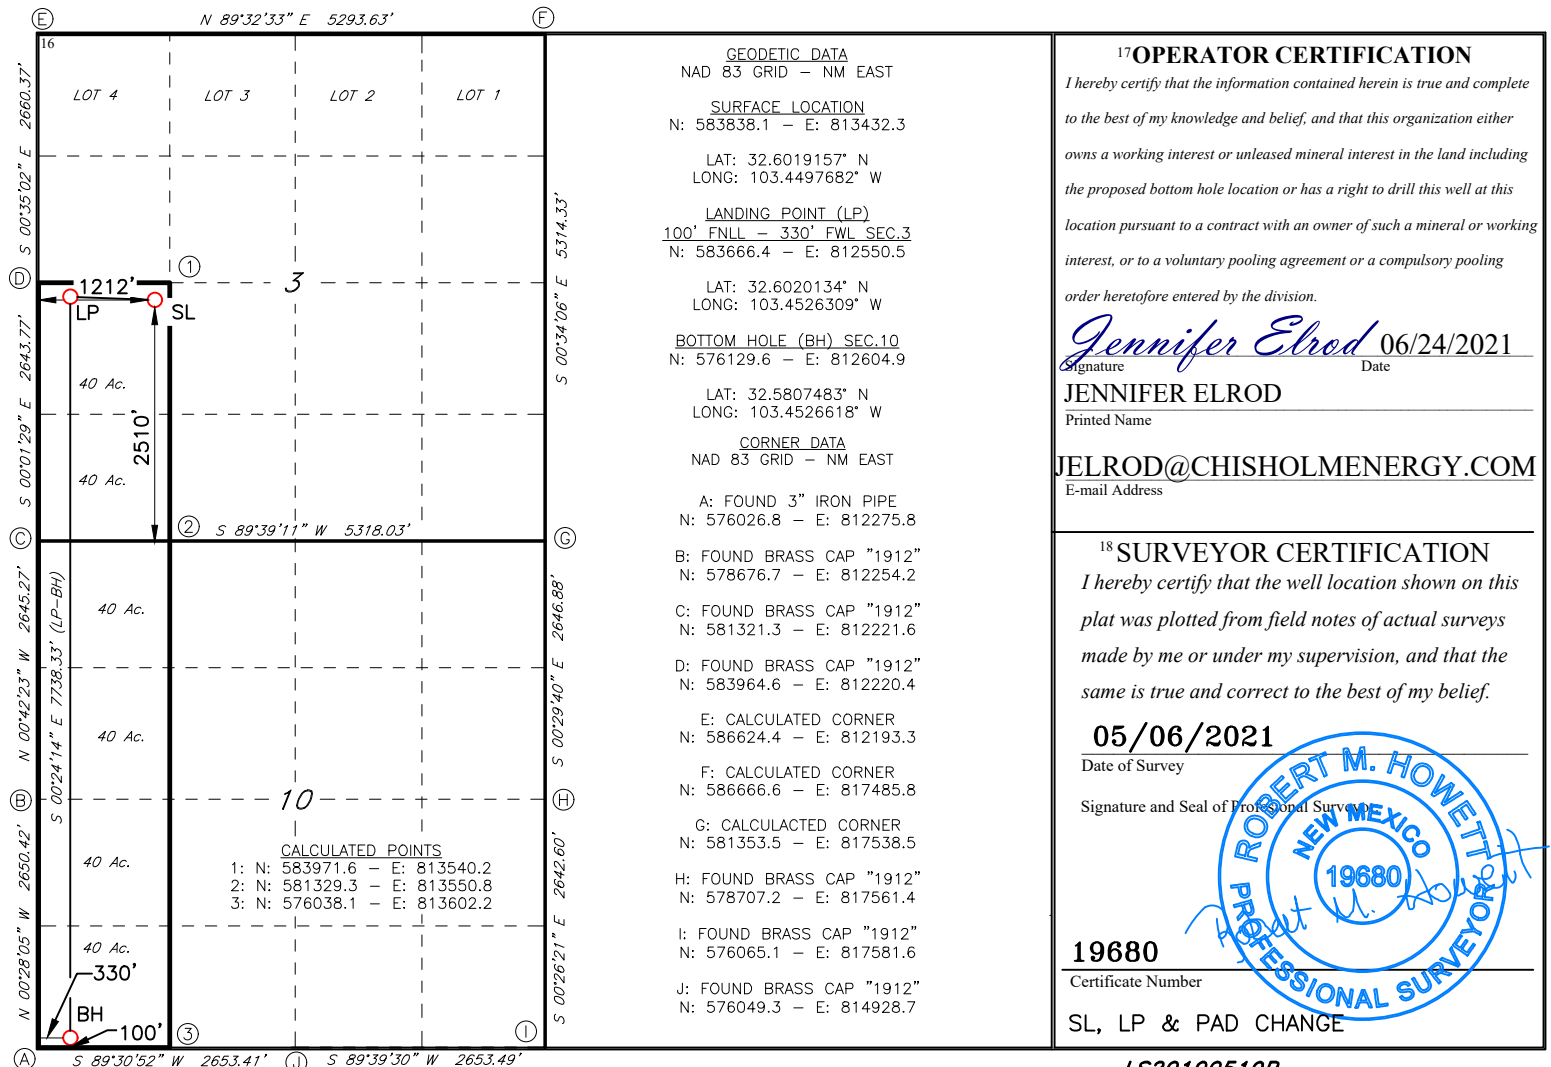 E N 89°32'33" E 5293.63' F
16
LOT 4 LOT 3 LOT 2 LOT 1
S 00°35'02" E 2660.37'
D 1
1212'
LP SL
3
S 00°34'06" E 5314.33'
40 Ac.
2510'
S 00°01'29" E 2643.77'
40 Ac.
C 2 S 89°39'11" W 5318.03' G
40 Ac.
N 00°42'23" W 2645.27'
S 00°24'14" E 7738.33' (LP-BH)
S 00°29'40" E 2646.88'
40 Ac.
B 10 H
40 Ac.
CALCULATED POINTS
1: N: 583971.6 - E: 813540.2
2: N: 581329.3 - E: 813550.8
3: N: 576038.1 - E: 813602.2
N 00°28'05" W 2650.42'
S 00°26'21" E 2642.60'
40 Ac.
330'
BH
100' 3 I
A S 89°30'52" W 2653.41' J S 89°39'30" W 2653.49'
GEODETIC DATA
NAD 83 GRID - NM EAST
SURFACE LOCATION
N: 583838.1 - E: 813432.3
LAT: 32.6019157° N
LONG: 103.4497682° W
LANDING POINT (LP)
100' FNLL - 330' FWL SEC.3
N: 583666.4 - E: 812550.5
LAT: 32.6020134° N
LONG: 103.4526309° W
BOTTOM HOLE (BH) SEC.10
N: 576129.6 - E: 812604.9
LAT: 32.5807483° N
LONG: 103.4526618° W
CORNER DATA
NAD 83 GRID - NM EAST
A: FOUND 3" IRON PIPE
N: 576026.8 - E: 812275.8
B: FOUND BRASS CAP "1912"
N: 578676.7 - E: 812254.2
C: FOUND BRASS CAP "1912"
N: 581321.3 - E: 812221.6
D: FOUND BRASS CAP "1912"
N: 583964.6 - E: 812220.4
E: CALCULATED CORNER
N: 586624.4 - E: 812193.3
F: CALCULATED CORNER
N: 586666.6 - E: 817485.8
G: CALCULACTED CORNER
N: 581353.5 - E: 817538.5
H: FOUND BRASS CAP "1912"
N: 578707.2 - E: 817561.4
I: FOUND BRASS CAP "1912"
N: 576065.1 - E: 817581.6
J: FOUND BRASS CAP "1912"
N: 576049.3 - E: 814928.7
17 OPERATOR CERTIFICATION
I hereby certify that the information contained herein is true and complete
to the best of my knowledge and belief, and that this organization either
owns a working interest or unleased mineral interest in the land including
the proposed bottom hole location or has a right to drill this well at this
location pursuant to a contract with an owner of such a mineral or working
interest, or to a voluntary pooling agreement or a compulsory pooling
order heretofore entered by the division.
Jennifer Elrod 06/24/2021
Signature Date
JENNIFER ELROD
Printed Name
JELROD@CHISHOLMENERGY.COM
E-mail Address
18 SURVEYOR CERTIFICATION
I hereby certify that the well location shown on this
plat was plotted from field notes of actual surveys
made by me or under my supervision, and that the
same is true and correct to the best of my belief.
05/06/2021
Date of Survey
Signature and Seal of Professional Surveyor:
ROBERT M. HOWETT
NEW MEXICO
19680
PROFESSIONAL SURVEYOR
Robert M. Howett
19680
Certificate Number
SL, LP & PAD CHANGE